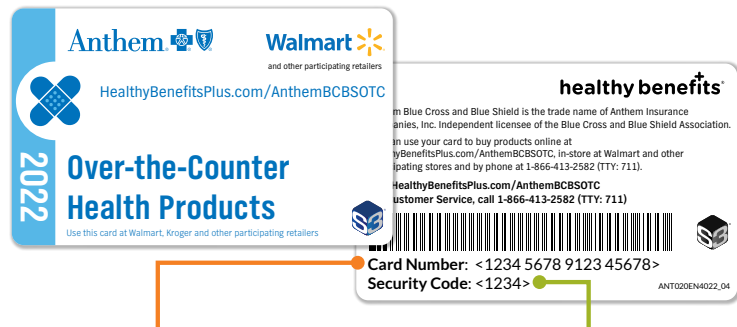 Anthem
Walmart
and other participating retailers
HealthyBenefitsPlus.com/AnthemBCBSOTC
2022
Over-the-Counter
Health Products
Use this card at Walmart, Kroger and other participating retailers
S3
healthy benefits+
Blue Cross and Blue Shield is the trade name of Anthem Insurance
Inc. Independent licensee of the Blue Cross and Blue Shield Association.
use your card to buy products online at
/AnthemBCBSOTC, in-store at Walmart and other
stores and by phone at 1-866-413-2582 (TTY: 711).
HealthyBenefitsPlus.com/AnthemBCBSOTC
Service, call 1-866-413-2582 (TTY: 711)
S3
Card Number: <1234 5678 9123 45678>
Security Code: <1234>
ANT020EN4022_04